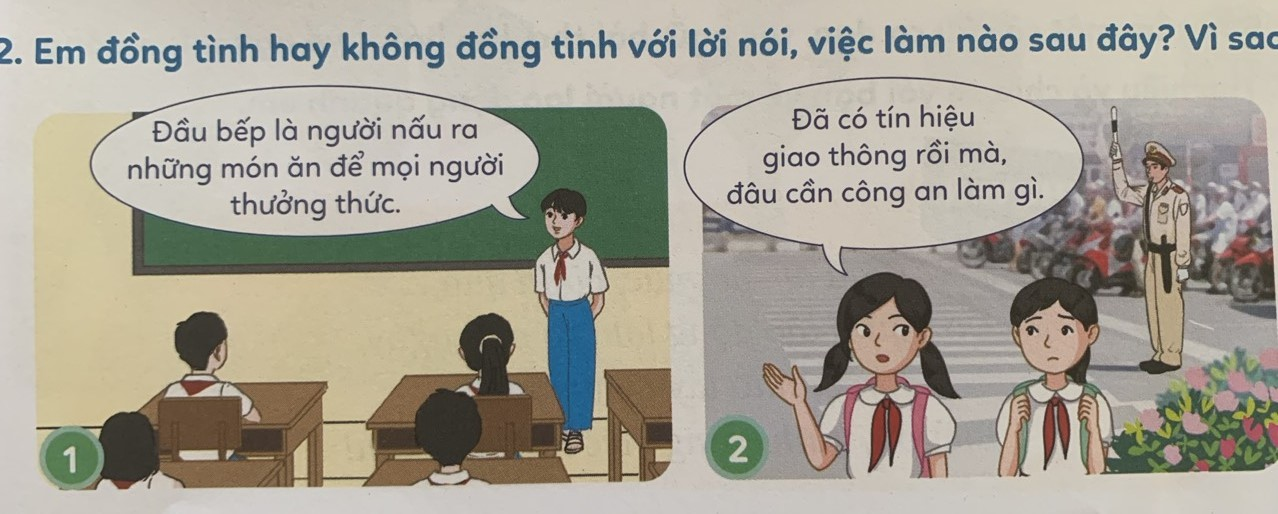 2. Em đồng tình hay không đồng tình với lời nói, việc làm nào sau đây? Vì sao
Đầu bếp là người nấu ra
những món ăn để mọi người
thưởng thức.
1
Đã có tín hiệu
giao thông rồi mà,
đâu cần công an làm gì.
2